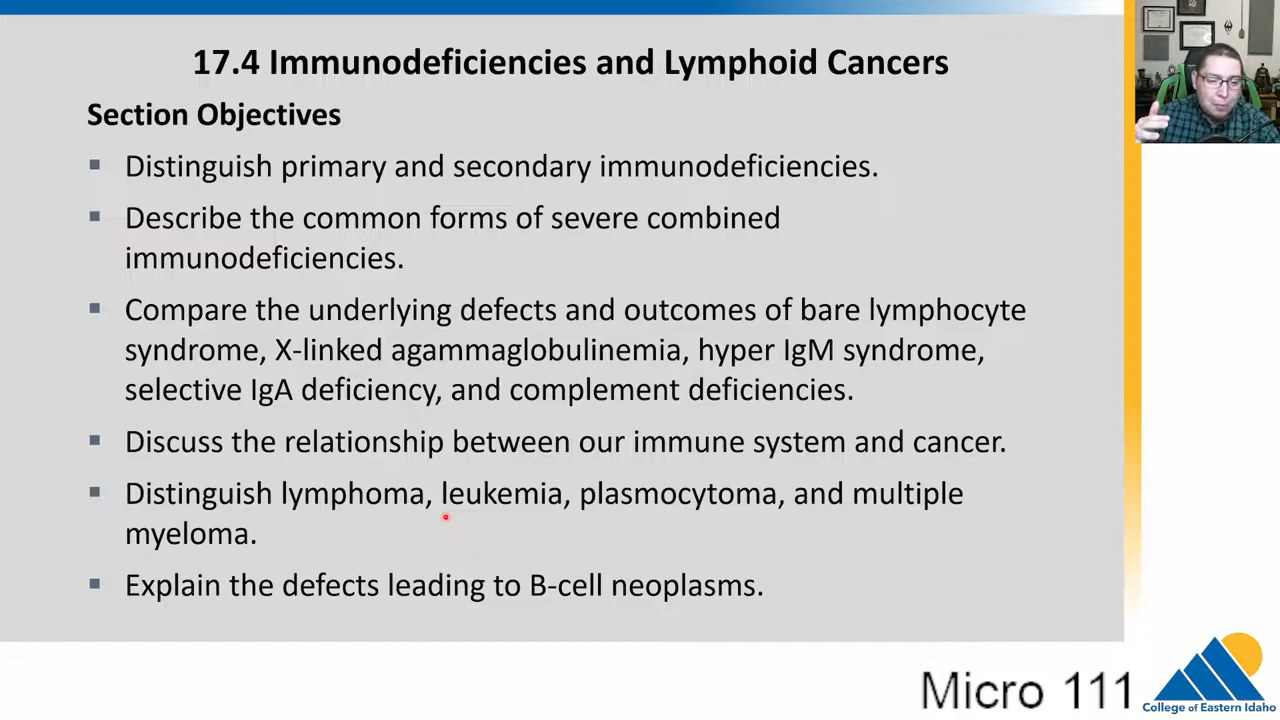 17.4 Immunodeficiencies and Lymphoid Cancers
Section Objectives
▪ Distinguish primary and secondary immunodeficiencies.
▪ Describe the common forms of severe combined
immunodeficiencies.
▪ Compare the underlying defects and outcomes of bare lymphocyte
syndrome, X-linked agammaglobulinemia, hyper IgM syndrome,
selective IgA deficiency, and complement deficiencies.
▪ Discuss the relationship between our immune system and cancer.
▪ Distinguish lymphoma, leukemia, plasmocytoma, and multiple
myeloma.
▪ Explain the defects leading to B-cell neoplasms.
Micro 111
College of Eastern Idaho